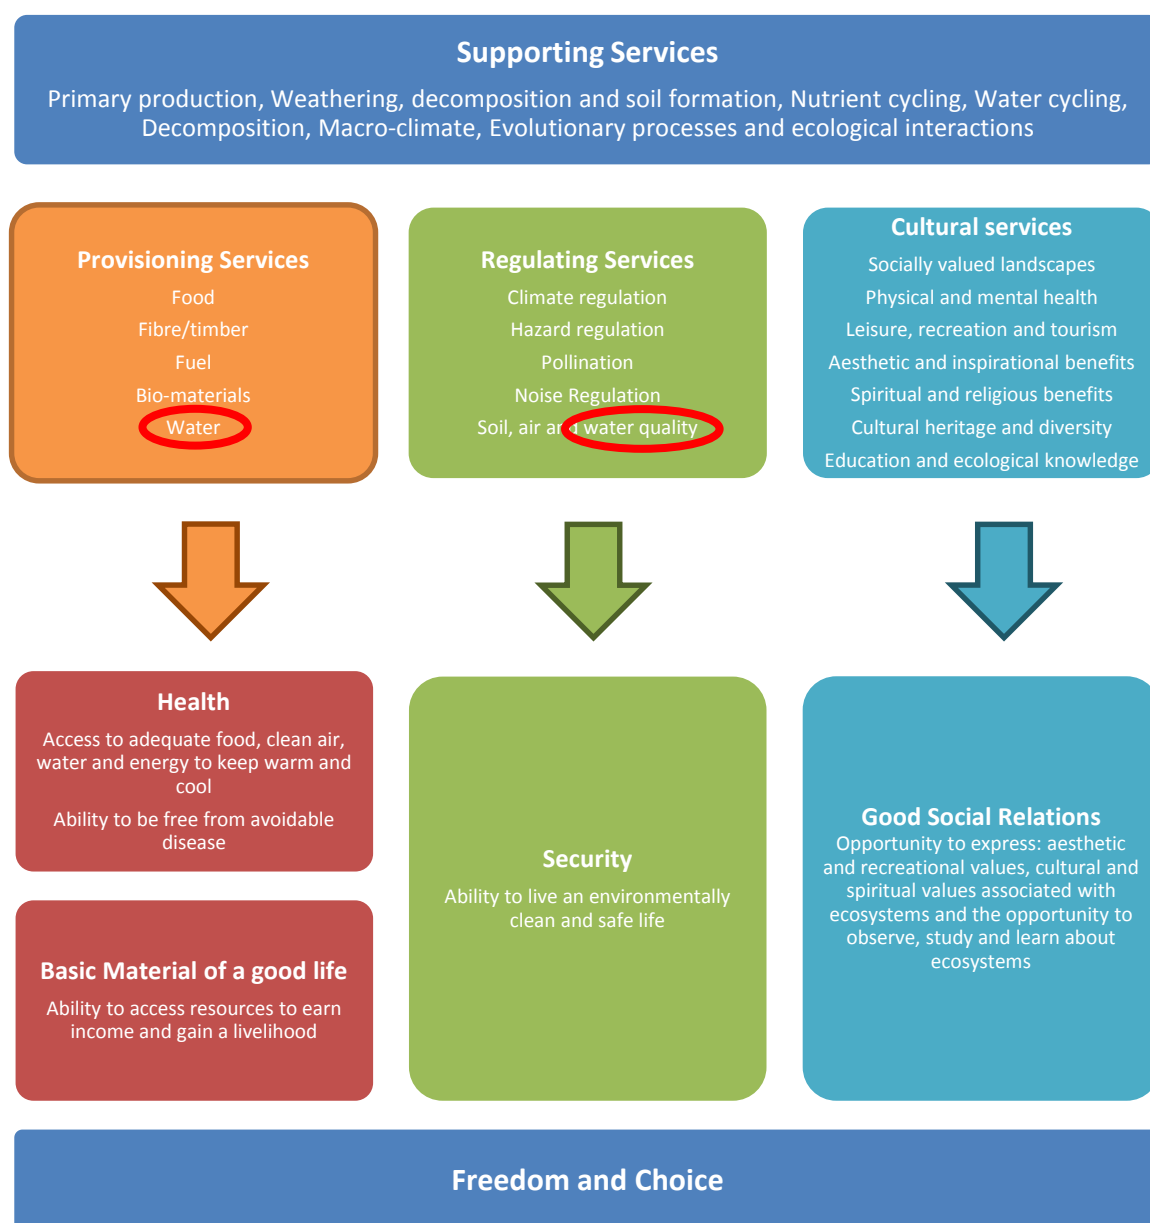 Supporting Services
Primary production, Weathering, decomposition and soil formation, Nutrient cycling, Water cycling,
Decomposition, Macro-climate, Evolutionary processes and ecological interactions
Provisioning Services
Food
Fibre/timber
Fuel
Bio-materials
Water
Regulating Services
Climate regulation
Hazard regulation
Pollination
Noise Regulation
Soil, air and water quality
Cultural services
Socially valued landscapes
Physical and mental health
Leisure, recreation and tourism
Aesthetic and inspirational benefits
Spiritual and religious benefits
Cultural heritage and diversity
Education and ecological knowledge
Health
Access to adequate food, clean air,
water and energy to keep warm and
cool
Ability to be free from avoidable
disease
Basic Material of a good life
Ability to access resources to earn
income and gain a livelihood
Security
Ability to live an environmentally
clean and safe life
Good Social Relations
Opportunity to express: aesthetic
and recreational values, cultural and
spiritual values associated with
ecosystems and the opportunity to
observe, study and learn about
ecosystems
Freedom and Choice